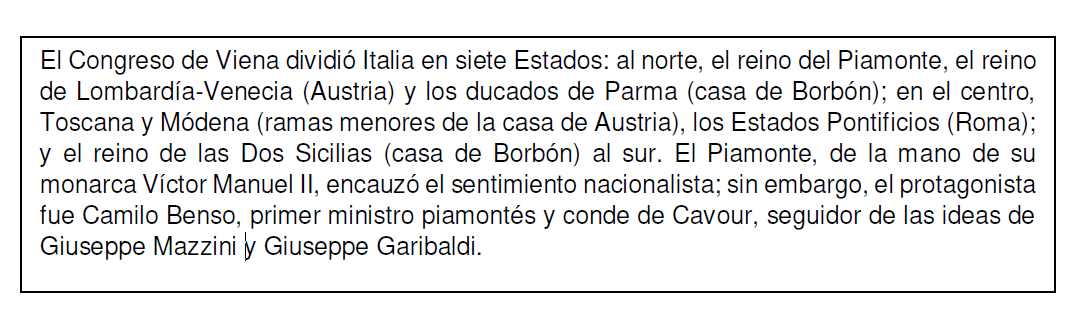 El Congreso de Viena dividió Italia en siete Estados: al norte, el reino del Piamonte, el reino
de Lombardía-Venecia (Austria) y los ducados de Parma (casa de Borbón); en el centro,
Toscana y Módena (ramas menores de la casa de Austria), los Estados Pontificios (Roma);
y el reino de las Dos Sicilias (casa de Borbón) al sur. El Piamonte, de la mano de su
monarca Víctor Manuel II, encauzó el sentimiento nacionalista; sin embargo, el protagonista
fue Camilo Benso, primer ministro piamontés y conde de Cavour, seguidor de las ideas de
Giuseppe Mazzini y Giuseppe Garibaldi.